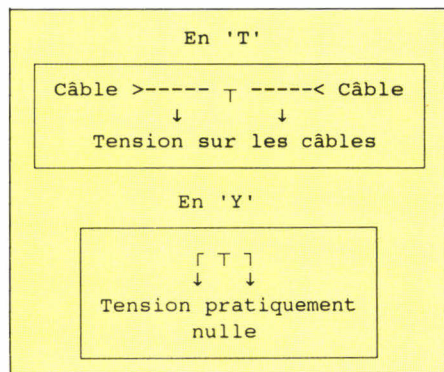 En 'T'
Câble >----- ┬ -----< Câble
↓ ↓
Tension sur les câbles
En 'Y'
┌ ┬ ┐
↓ ↓
Tension pratiquement
nulle